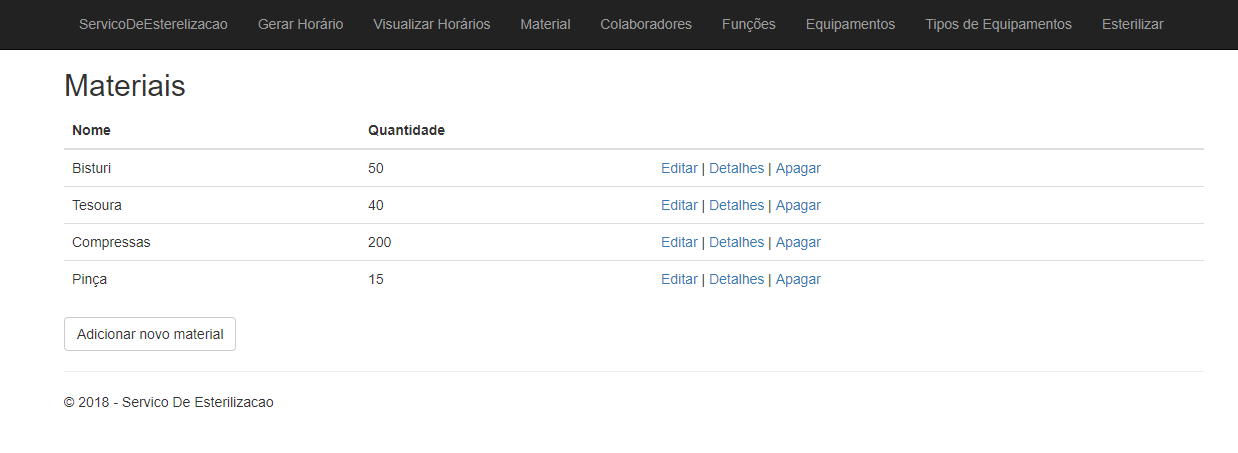 ServicoDeEsterelizacao Gerar Horário Visualizar Horários Material Colaboradores Funções Equipamentos Tipos de Equipamentos Esterilizar
Materiais
Nome Quantidade
Bisturi 50 Editar | Detalhes | Apagar
Tesoura 40 Editar | Detalhes | Apagar
Compressas 200 Editar | Detalhes | Apagar
Pinça 15 Editar | Detalhes | Apagar
Adicionar novo material
© 2018 - Servico De Esterilizacao